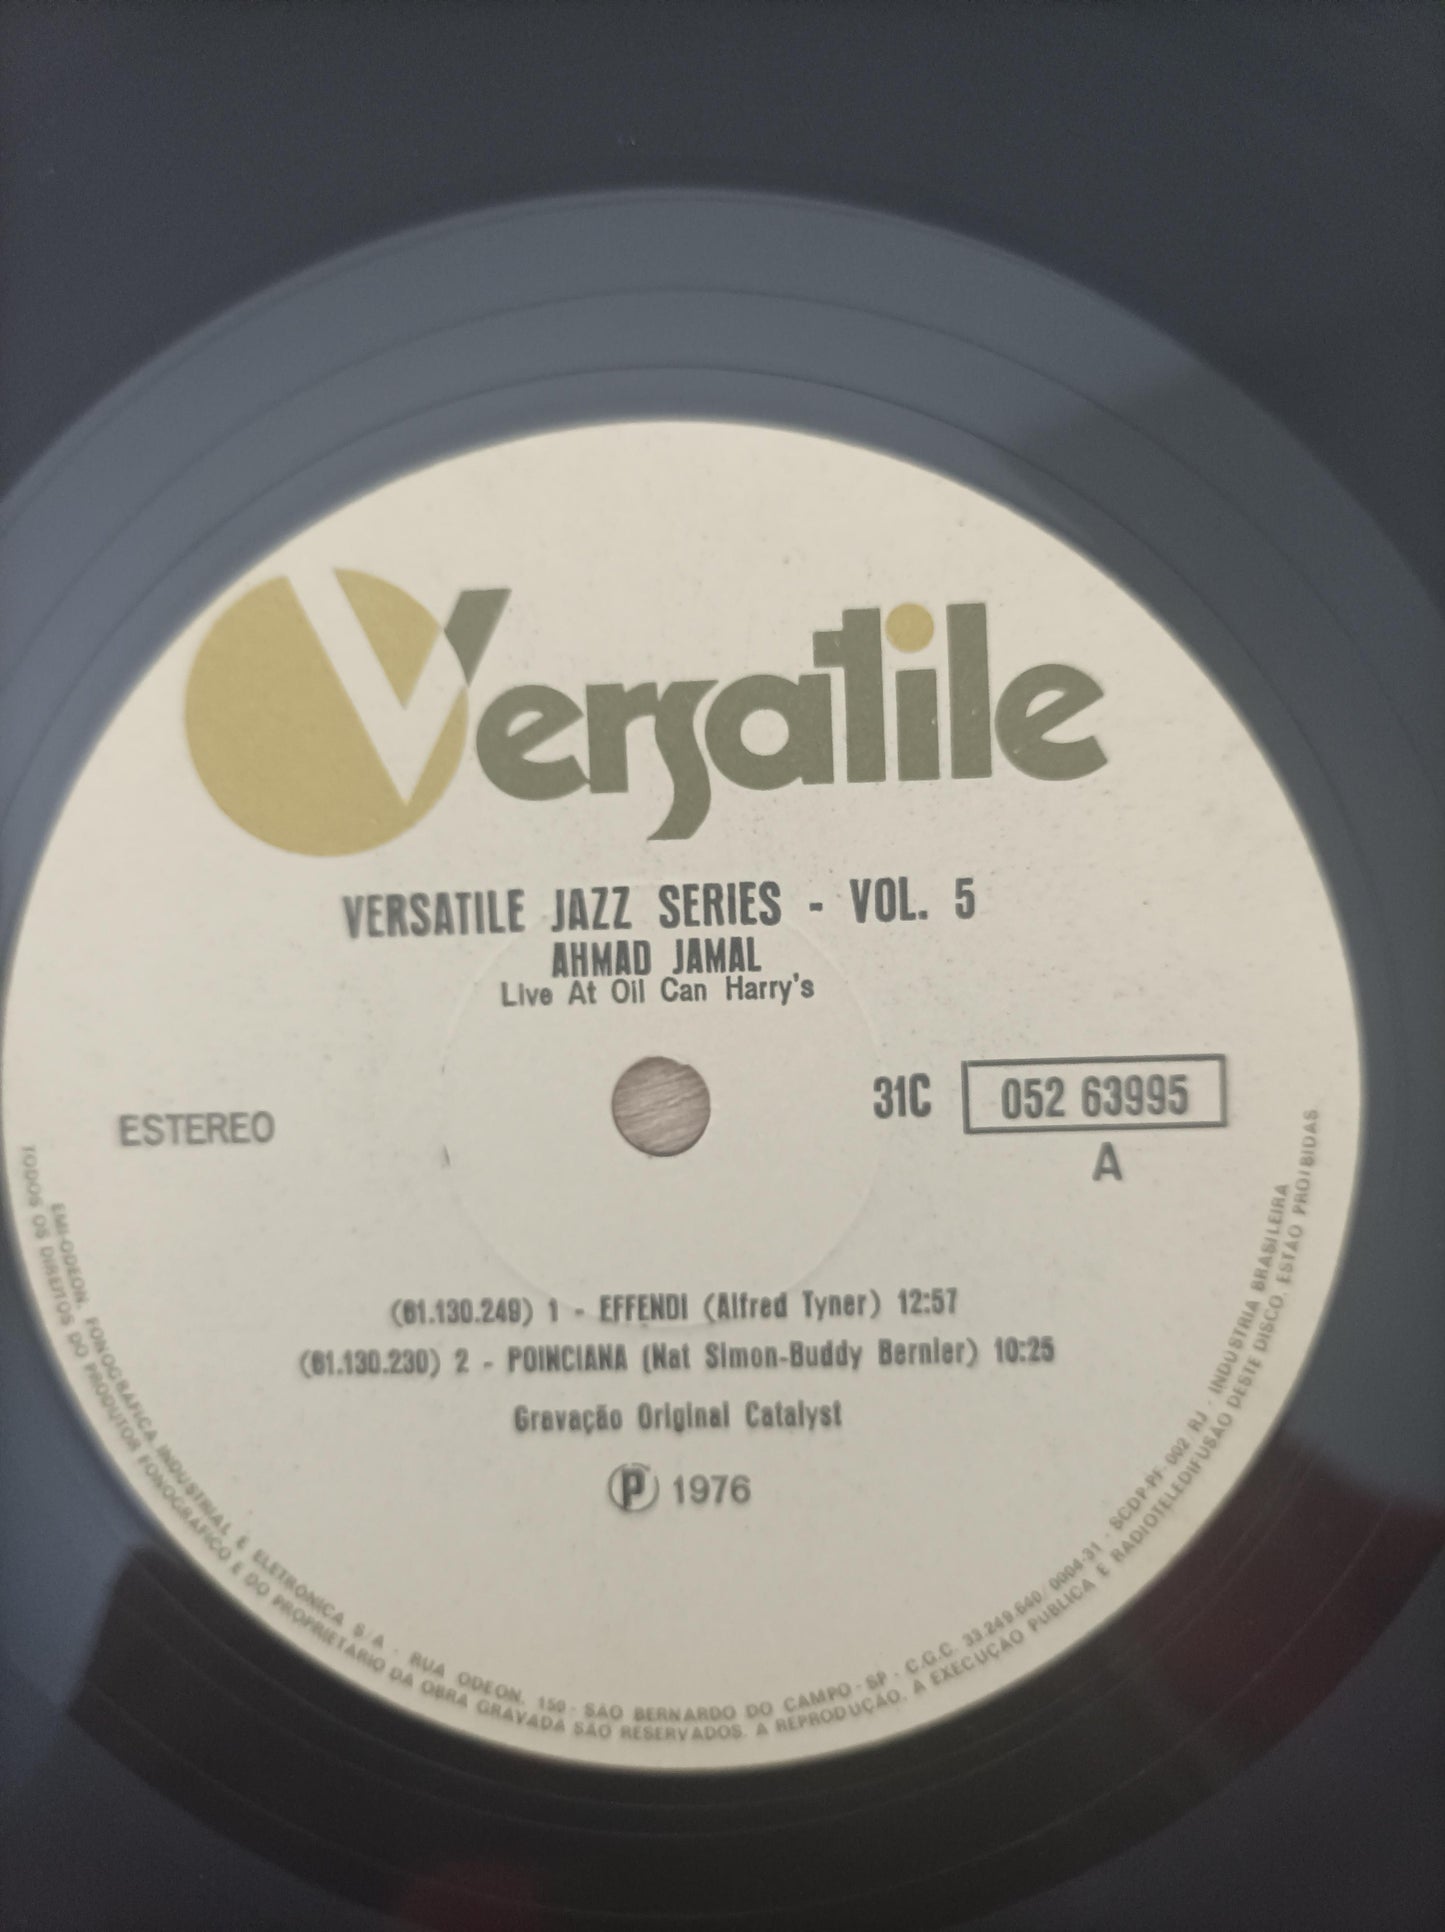 Versatile
VERSATILE JAZZ SERIES - VOL. 5
AHMAD JAMAL
Live At Oil Can Harry's
ESTEREO
31C 052 63995
A
(61.130.249) 1 - EFFENDI (Alfred Tyner) 12:57
(61.130.230) 2 - POINCIANA (Nat Simon-Buddy Bernier) 10:25
Gravação Original Catalyst
Ⓟ 1976
EMI-ODEON, FONOGRAFICA, INDUSTRIAL E ELETRÔNICA S/A - RUA ODEON, 150 - SÃO BERNARDO DO CAMPO - SP - C.G.C. 33.249.640/0004-31 - SCDP-PF-002 RJ - INDÚSTRIA BRASILEIRA
TODOS OS DIREITOS DO PRODUTOR FONOGRÁFICO E DO PROPRIETÁRIO DA OBRA GRAVADA SÃO RESERVADOS. A REPRODUÇÃO, A EXECUÇÃO PÚBLICA E RADIOTELEDIFUSÃO DESTE DISCO, ESTÃO PROIBIDAS.